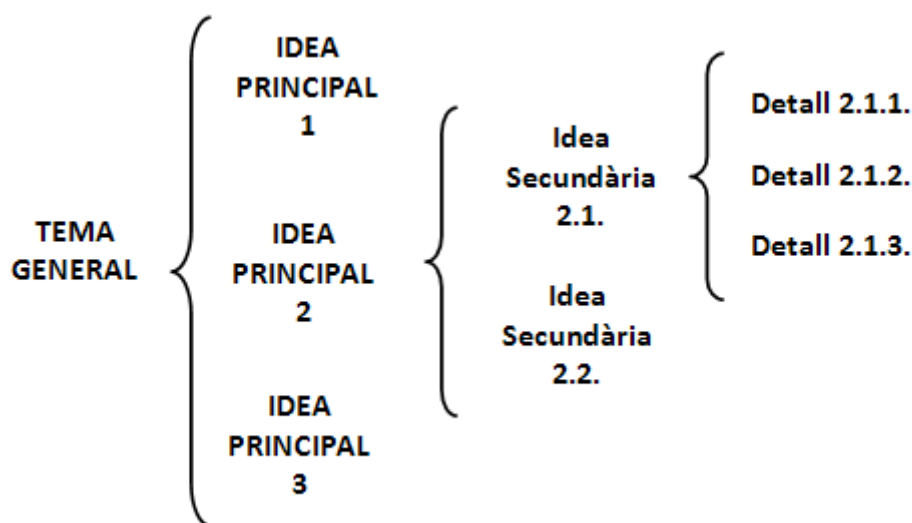 TEMA
GENERAL
IDEA
PRINCIPAL
1
IDEA
PRINCIPAL
2
IDEA
PRINCIPAL
3
Idea
Secundària
2.1.
Idea
Secundària
2.2.
Detall 2.1.1.
Detall 2.1.2.
Detall 2.1.3.